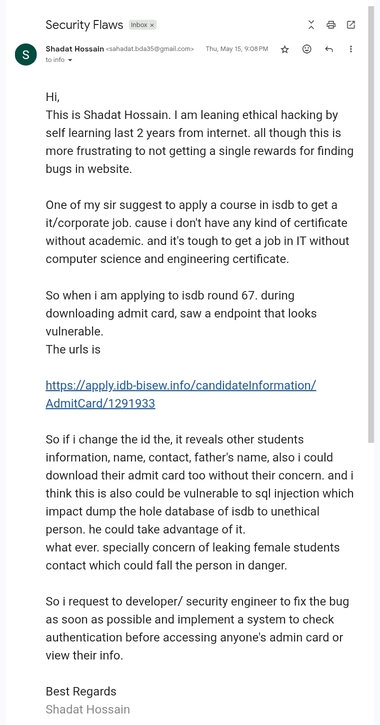 Security Flaws
Inbox ×
S
Shadat Hossain <sahadat.bda35@gmail.com> Thu, May 15, 9:08 PM
to info
Hi,
This is Shadat Hossain. I am leaning ethical hacking by
self learning last 2 years from internet. all though this is
more frustrating to not getting a single rewards for finding
bugs in website.
One of my sir suggest to apply a course in isdb to get a
it/corporate job. cause i don't have any kind of certificate
without academic. and it's tough to get a job in IT without
computer science and engineering certificate.
So when i am applying to isdb round 67. during
downloading admit card, saw a endpoint that looks
vulnerable.
The urls is
https://apply.idb-bisew.info/candidateInformation/
AdmitCard/1291933
So if i change the id the, it reveals other students
information, name, contact, father's name, also i could
download their admit card too without their concern. and i
think this is also could be vulnerable to sql injection which
impact dump the hole database of isdb to unethical
person. he could take advantage of it.
what ever. specially concern of leaking female students
contact which could fall the person in danger.
So i request to developer/ security engineer to fix the bug
as soon as possible and implement a system to check
authentication before accessing anyone's admin card or
view their info.
Best Regards
Shadat Hossain